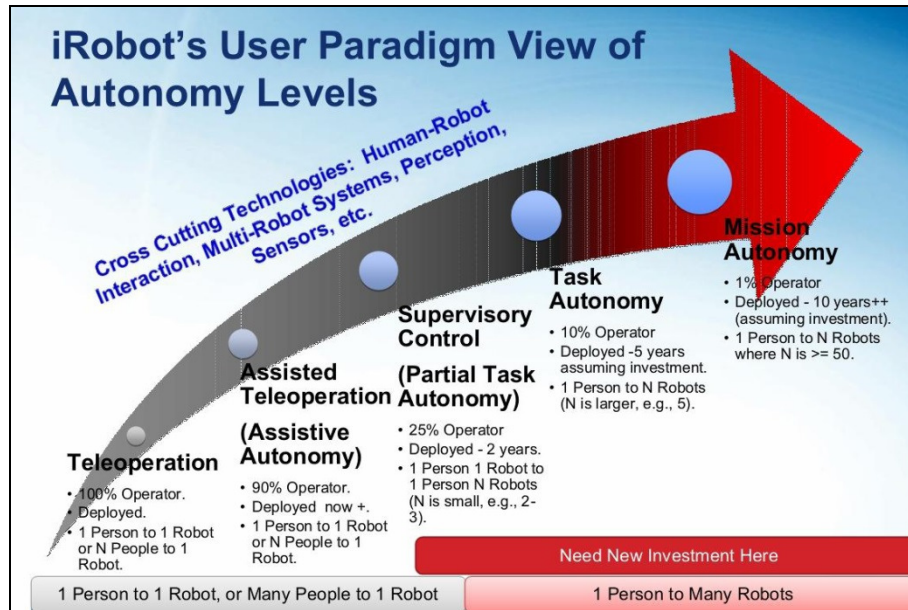 iRobot's User Paradigm View of
Autonomy Levels
Cross Cutting Technologies: Human-Robot
Interaction, Multi-Robot Systems, Perception,
Sensors, etc.
Teleoperation
• 100% Operator.
• Deployed.
• 1 Person to 1 Robot
or N People to 1
Robot.
Assisted
Teleoperation
(Assistive
Autonomy)
• 90% Operator.
• Deployed now +.
• 1 Person to 1 Robot
or N People to 1
Robot.
Supervisory
Control
(Partial Task
Autonomy)
• 25% Operator
• Deployed - 2 years.
• 1 Person 1 Robot to
1 Person N Robots
(N is small, e.g., 2-
3).
Task
Autonomy
• 10% Operator
• Deployed -5 years
assuming investment.
• 1 Person to N Robots
(N is larger, e.g., 5).
Mission
Autonomy
• 1% Operator
• Deployed - 10 years++
(assuming investment).
• 1 Person to N Robots
where N is >= 50.
Need New Investment Here
1 Person to 1 Robot, or Many People to 1 Robot
1 Person to Many Robots